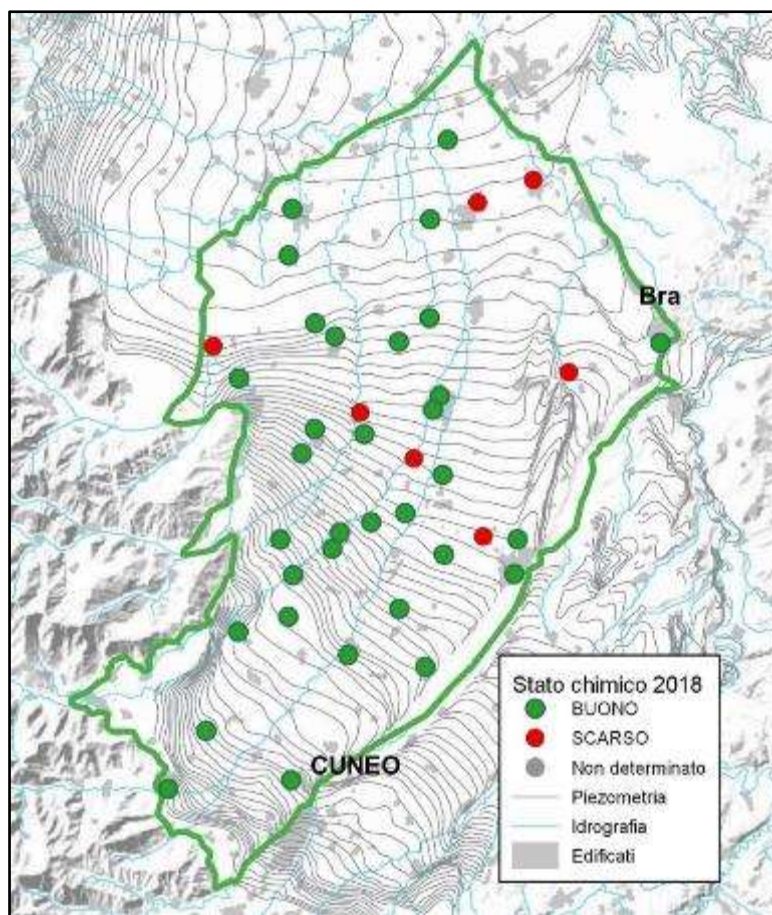 Bra
CUNEO
Stato chimico 2018
BUONO
SCARSO
Non determinato
Piezometria
Idrografia
Edificati